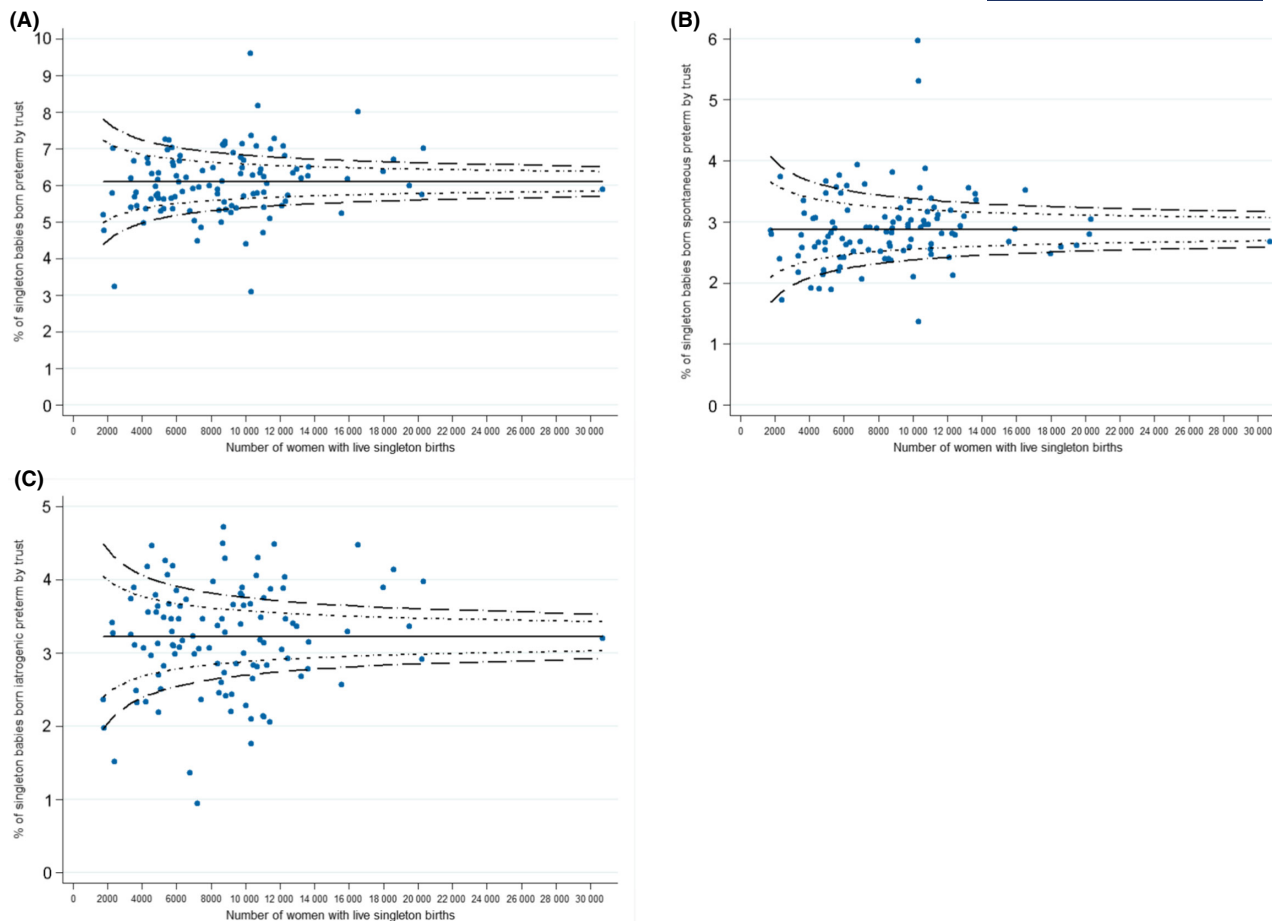 (A)
10
9
8
7
6
5
4
3
2
1
0
% of singleton babies born preterm by trust
0 2000 4000 6000 8000 10 000 12 000 14 000 16 000 18 000 20 000 22 000 24 000 26 000 28 000 30 000
Number of women with live singleton births
(B)
6
5
4
3
2
1
0
% of singleton babies born spontaneous preterm by trust
0 2000 4000 6000 8000 10 000 12 000 14 000 16 000 18 000 20 000 22 000 24 000 26 000 28 000 30 000
Number of women with live singleton births
(C)
5
4
3
2
1
0
% of singleton babies born iatrogenic preterm by trust
0 2000 4000 6000 8000 10 000 12 000 14 000 16 000 18 000 20 000 22 000 24 000 26 000 28 000 30 000
Number of women with live singleton births